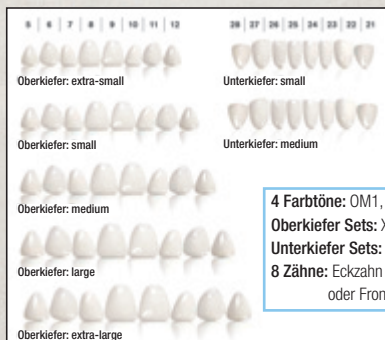 5 | 6 | 7 | 8 | 9 | 10 | 11 | 12
28 | 27 | 26 | 25 | 24 | 23 | 22 | 21
Oberkiefer: extra-small
Unterkiefer: small
Oberkiefer: small
Unterkiefer: medium
Oberkiefer: medium
Oberkiefer: large
Oberkiefer: extra-large
4 Farbtöne: OM1,
Oberkiefer Sets: X
Unterkiefer Sets:
8 Zähne: Eckzahn
oder Fron